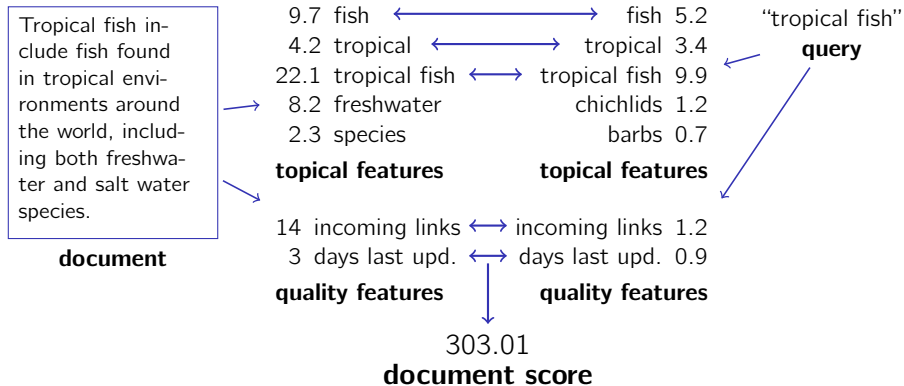 Tropical fish in-
clude fish found
in tropical envi-
ronments around
the world, includ-
ing both freshwa-
ter and salt water
species.
document
9.7 fish
4.2 tropical
22.1 tropical fish
8.2 freshwater
2.3 species
topical features
14 incoming links
3 days last upd.
quality features
fish 5.2
tropical 3.4
tropical fish 9.9
chichlids 1.2
barbs 0.7
topical features
incoming links 1.2
days last upd. 0.9
quality features
“tropical fish”
query
303.01
document score